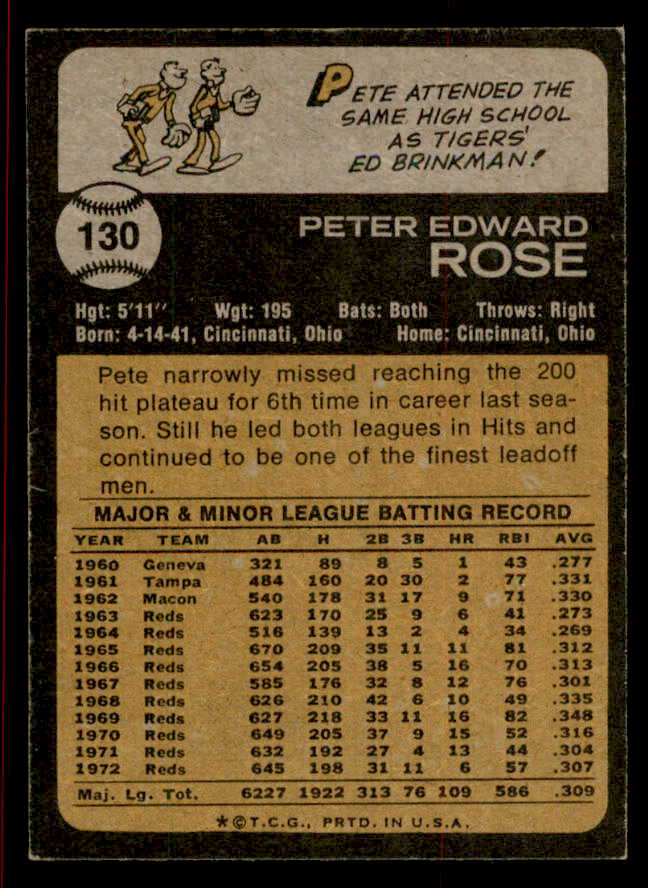 PETE ATTENDED THE
SAME HIGH SCHOOL
AS TIGERS'
ED BRINKMAN!
130
PETER EDWARD
ROSE
Hgt: 5'11" Wgt: 195 Bats: Both Throws: Right
Born: 4-14-41, Cincinnati, Ohio Home: Cincinnati, Ohio
Pete narrowly missed reaching the 200
hit plateau for 6th time in career last sea-
son. Still he led both leagues in Hits and
continued to be one of the finest leadoff
men.
MAJOR & MINOR LEAGUE BATTING RECORD
YEAR TEAM AB H 2B 3B HR RBI AVG
1960 Geneva 321 89 8 5 1 43 .277
1961 Tampa 484 160 20 30 2 77 .331
1962 Macon 540 178 31 17 9 71 .330
1963 Reds 623 170 25 9 6 41 .273
1964 Reds 516 139 13 2 4 34 .269
1965 Reds 670 209 35 11 11 81 .312
1966 Reds 654 205 38 5 16 70 .313
1967 Reds 585 176 32 8 12 76 .301
1968 Reds 626 210 42 6 10 49 .335
1969 Reds 627 218 33 11 16 82 .348
1970 Reds 649 205 37 9 15 52 .316
1971 Reds 632 192 27 4 13 44 .304
1972 Reds 645 198 31 11 6 57 .307
Maj. Lg. Tot. 6227 1922 313 76 109 586 .309
*©T.C.G., PRTD. IN U.S.A.